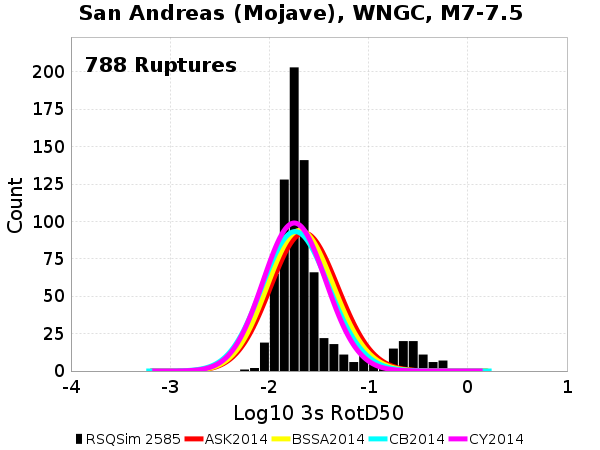 San Andreas (Mojave), WNGC, M7-7.5
788 Ruptures
200
175
150
125
100
75
50
25
0
Count
-4 -3 -2 -1 0 1
Log10 3s RotD50
RSQSim 2585 ASK2014 BSSA2014 CB2014 CY2014